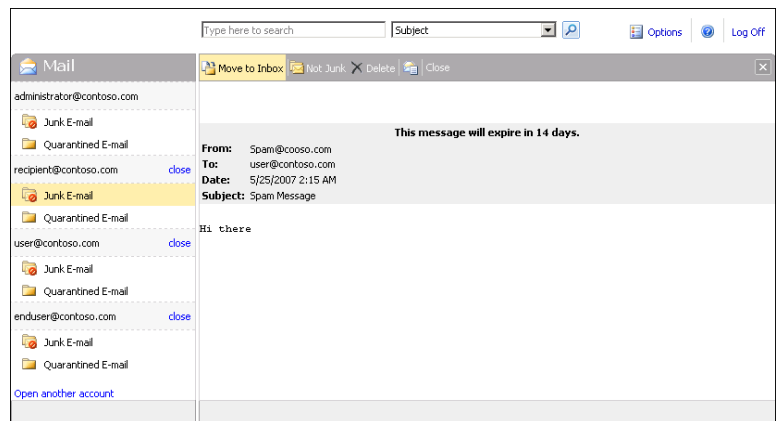 Type here to search Subject Options Log Off
Mail
Move to Inbox Not Junk Delete Close
administrator@contoso.com
Junk E-mail
Quarantined E-mail
recipient@contoso.com close
Junk E-mail
Quarantined E-mail
user@contoso.com close
Junk E-mail
Quarantined E-mail
enduser@contoso.com close
Junk E-mail
Quarantined E-mail
Open another account
This message will expire in 14 days.
From: Spam@cooso.com
To: user@contoso.com
Date: 5/25/2007 2:15 AM
Subject: Spam Message
Hi there